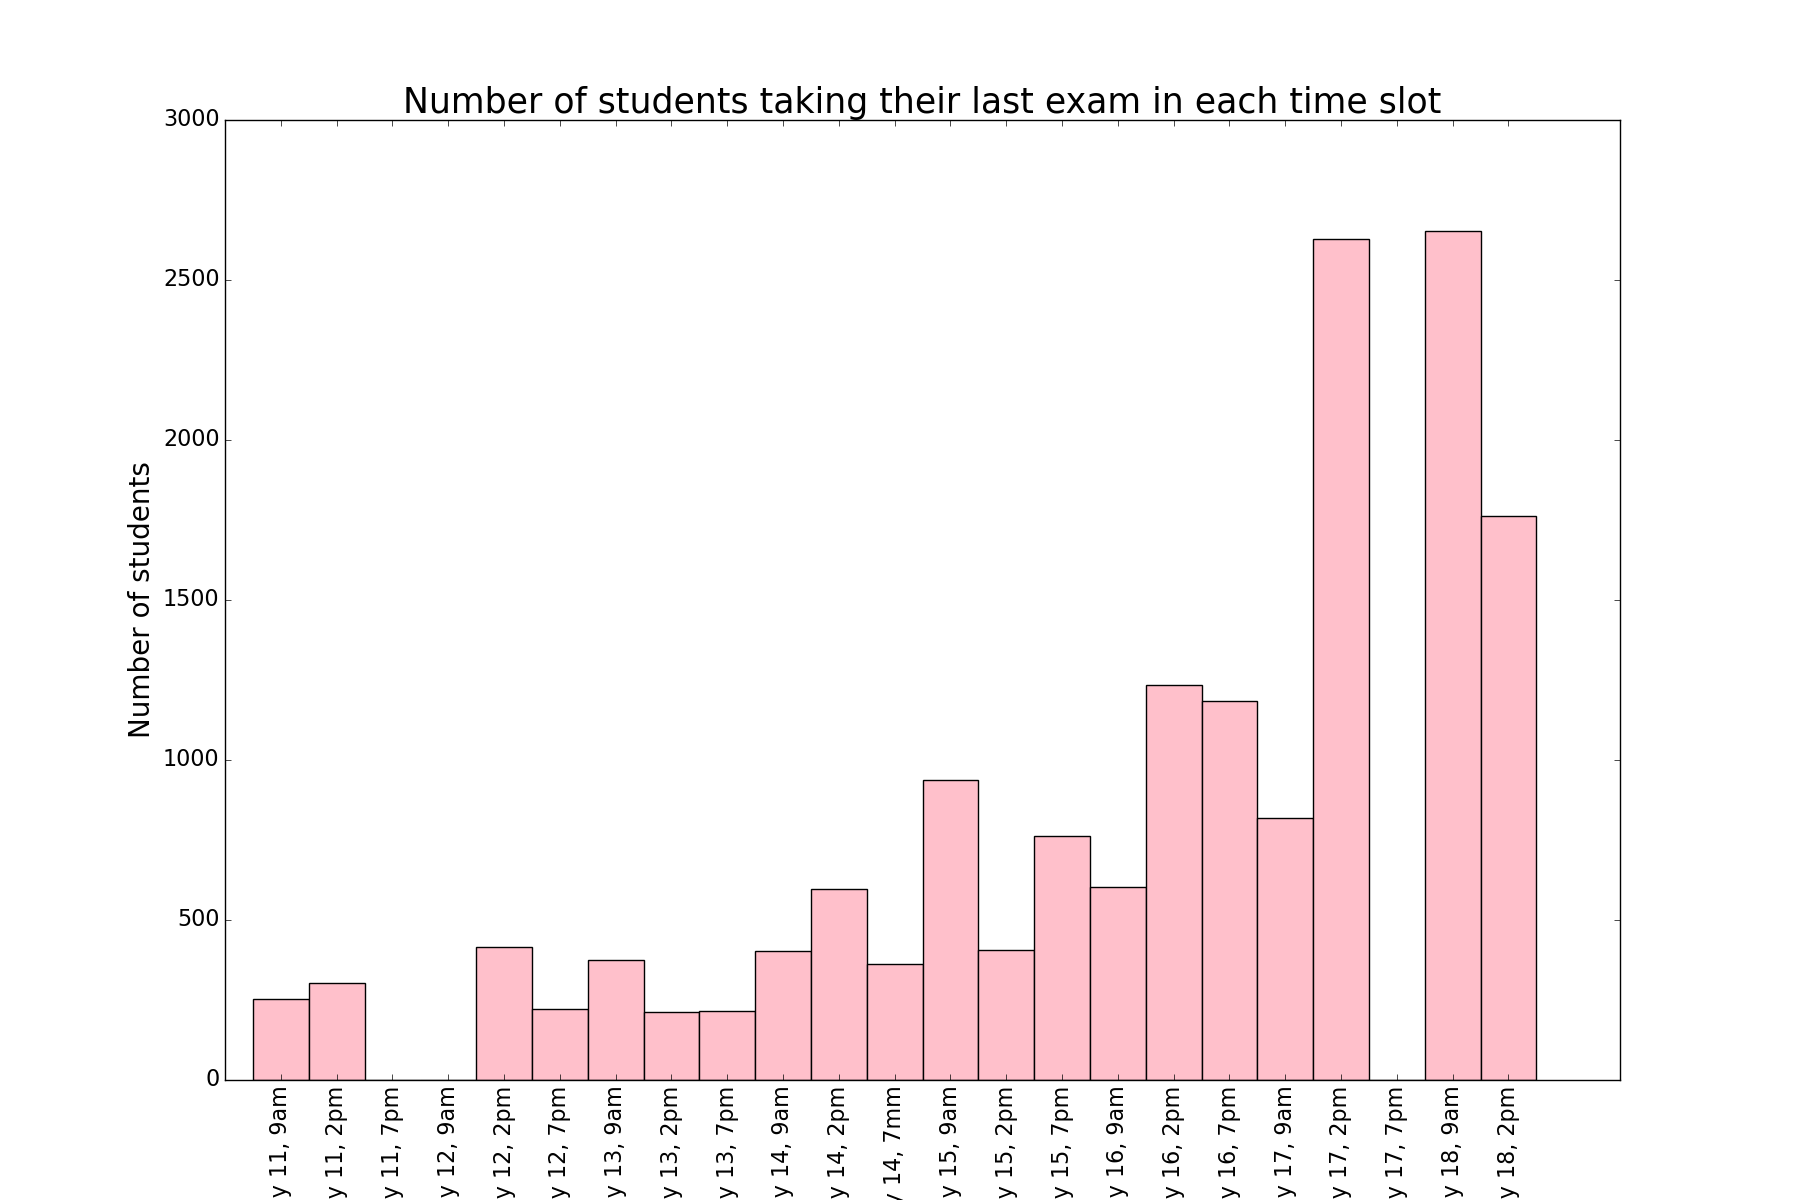 Number of students taking their last exam in each time slot
3000
2500
2000
1500
1000
500
0
Number of students
y 11, 9am
y 11, 2pm
y 11, 7pm
y 12, 9am
y 12, 2pm
y 12, 7pm
y 13, 9am
y 13, 2pm
y 13, 7pm
y 14, 9am
y 14, 2pm
y 14, 7mm
y 15, 9am
y 15, 2pm
y 15, 7pm
y 16, 9am
y 16, 2pm
y 16, 7pm
y 17, 9am
y 17, 2pm
y 17, 7pm
y 18, 9am
y 18, 2pm